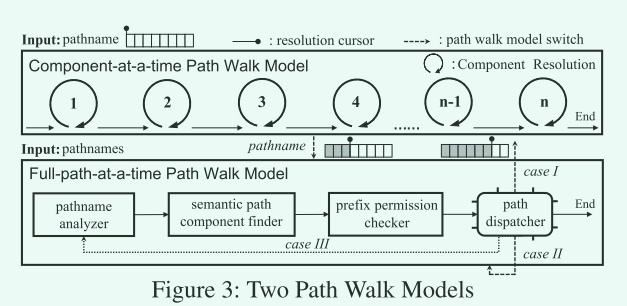 Input: pathname : resolution cursor : path walk model switch
Component-at-a-time Path Walk Model : Component Resolution
1 2 3 4 n-1 n
...... End
Input: pathnames pathname
Full-path-at-a-time Path Walk Model case I
pathname analyzer
semantic path component finder
prefix permission checker
path dispatcher
End
case III
case II
Figure 3: Two Path Walk Models